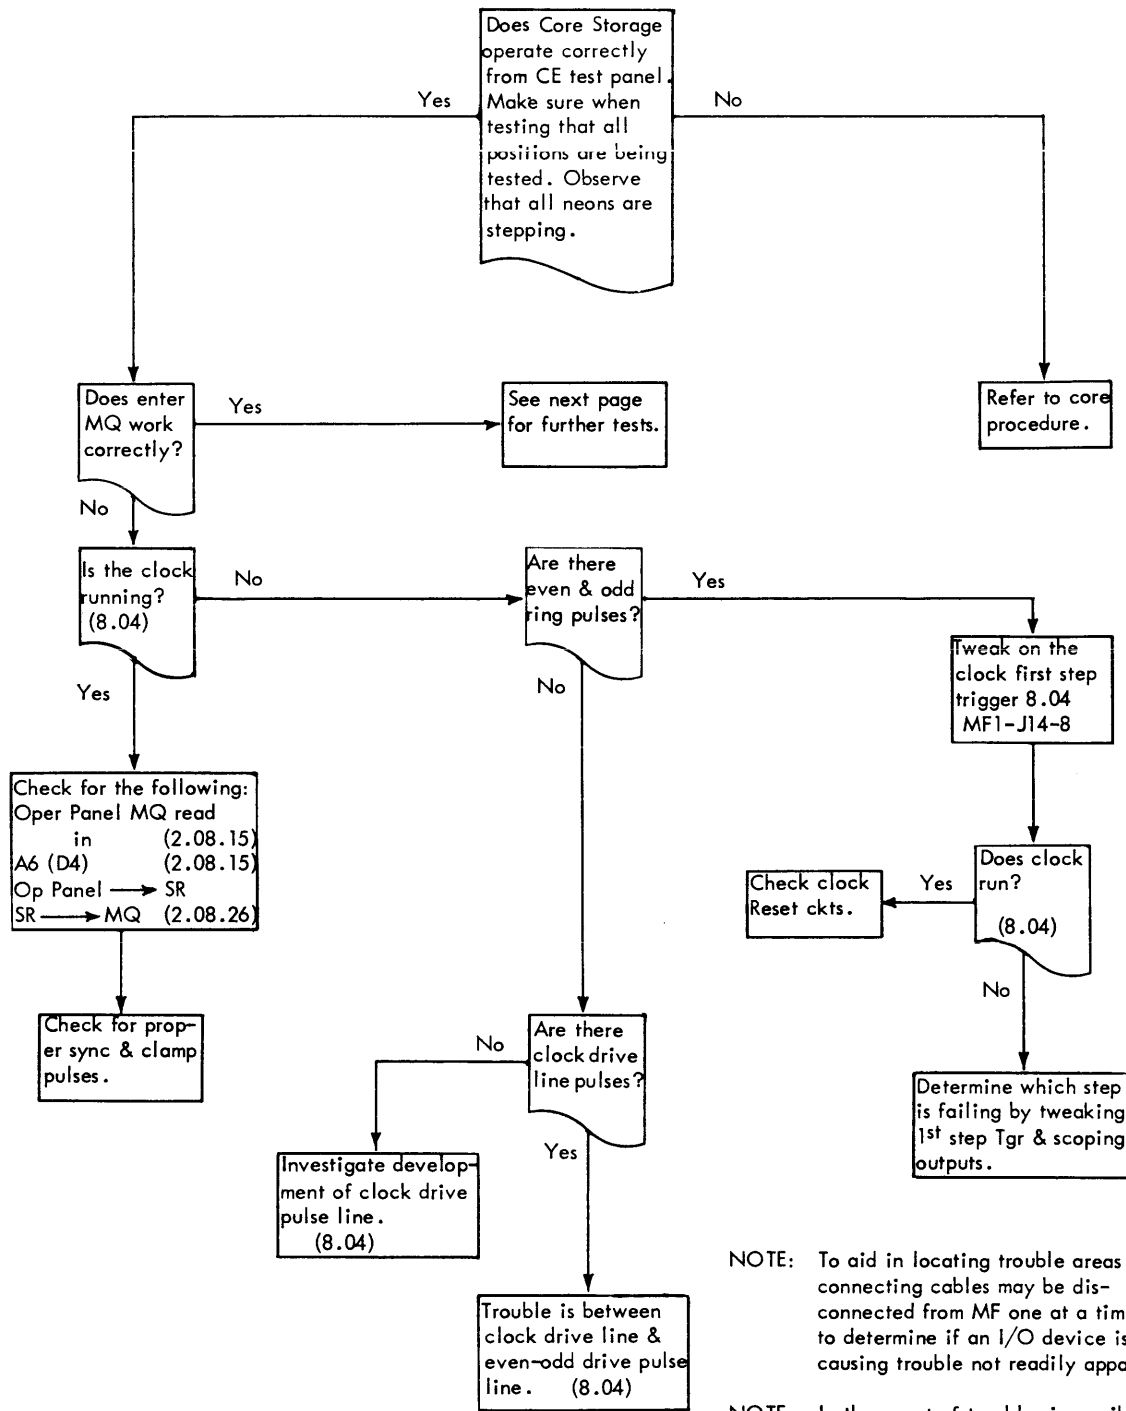 Does Core Storage
operate correctly
from CE test panel.
Make sure when
testing that all
positions are being
tested. Observe
that all neons are
stepping.
Yes
No
Does enter
MQ work
correctly?
Yes
See next page
for further tests.
Refer to core
procedure.
No
Is the clock
running?
(8.04)
No
Are there
even & odd
ring pulses?
Yes
Tweak on the
clock first step
trigger 8.04
MF1-J14-8
Yes
No
Check for the following:
Oper Panel MQ read
in (2.08.15)
A6 (D4) (2.08.15)
Op Panel → SR
SR → MQ (2.08.26)
Does clock
run?
(8.04)
Yes
Check clock
Reset ckts.
No
Check for prop-
er sync & clamp
pulses.
Are there
clock drive
line pulses?
No
Yes
Determine which step
is failing by tweaking
1st step Tgr & scoping
outputs.
Investigate develop-
ment of clock drive
pulse line.
(8.04)
Trouble is between
clock drive line &
even-odd drive pulse
line. (8.04)
NOTE: To aid in locating trouble areas
connecting cables may be dis-
connected from MF one at a tim
to determine if an I/O device is
causing trouble not readily appa